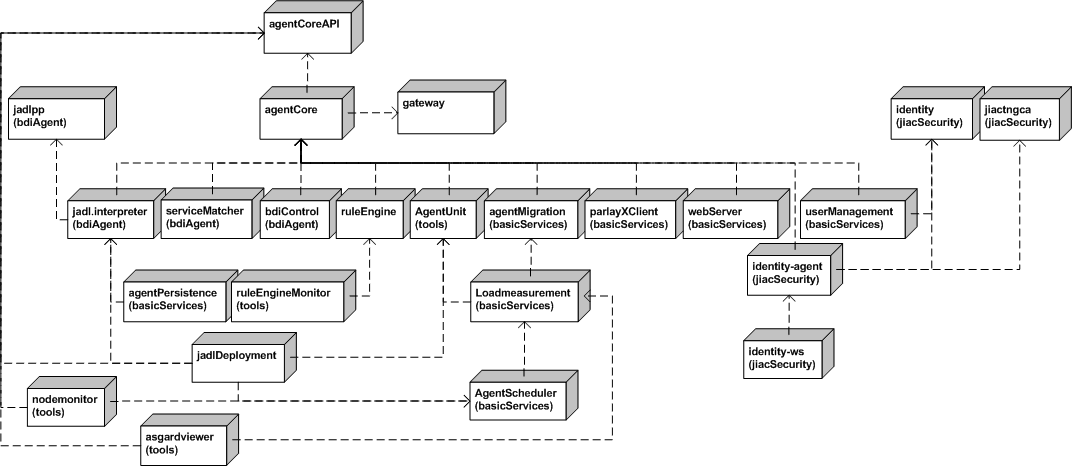 agentCoreAPI
jadlpp
(bdiAgent)
agentCore
gateway
identity
(jiacSecurity)
jiactngca
(jiacSecurity)
jadl.interpreter
(bdiAgent)
serviceMatcher
(bdiAgent)
bdiControl
(bdiAgent)
ruleEngine
AgentUnit
(tools)
agentMigration
(basicServices)
parlayXClient
(basicServices)
webServer
(basicServices)
userManagement
(basicServices)
identity-agent
(jiacSecurity)
agentPersistence
(basicServices)
ruleEngineMonitor
(tools)
Loadmeasurement
(basicServices)
jadlDeployment
identity-ws
(jiacSecurity)
nodemonitor
(tools)
AgentScheduler
(basicServices)
asgardviewer
(tools)